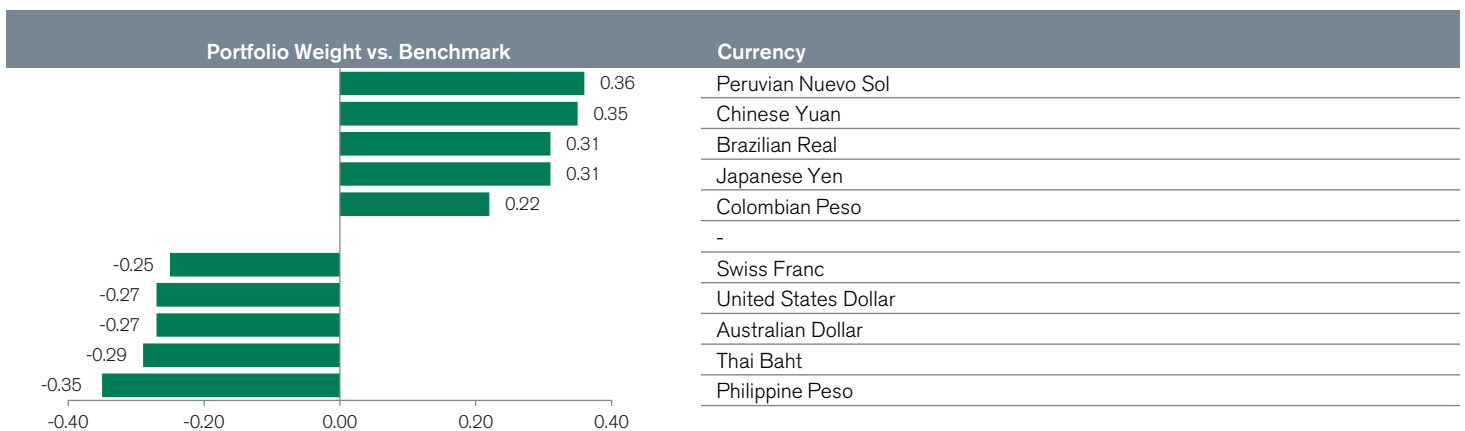 Portfolio Weight vs. Benchmark Currency
0.36 Peruvian Nuevo Sol
0.35 Chinese Yuan
0.31 Brazilian Real
0.31 Japanese Yen
0.22 Colombian Peso
-
-0.25 Swiss Franc
-0.27 United States Dollar
-0.27 Australian Dollar
-0.29 Thai Baht
-0.35 Philippine Peso
-0.40 -0.20 0.00 0.20 0.40